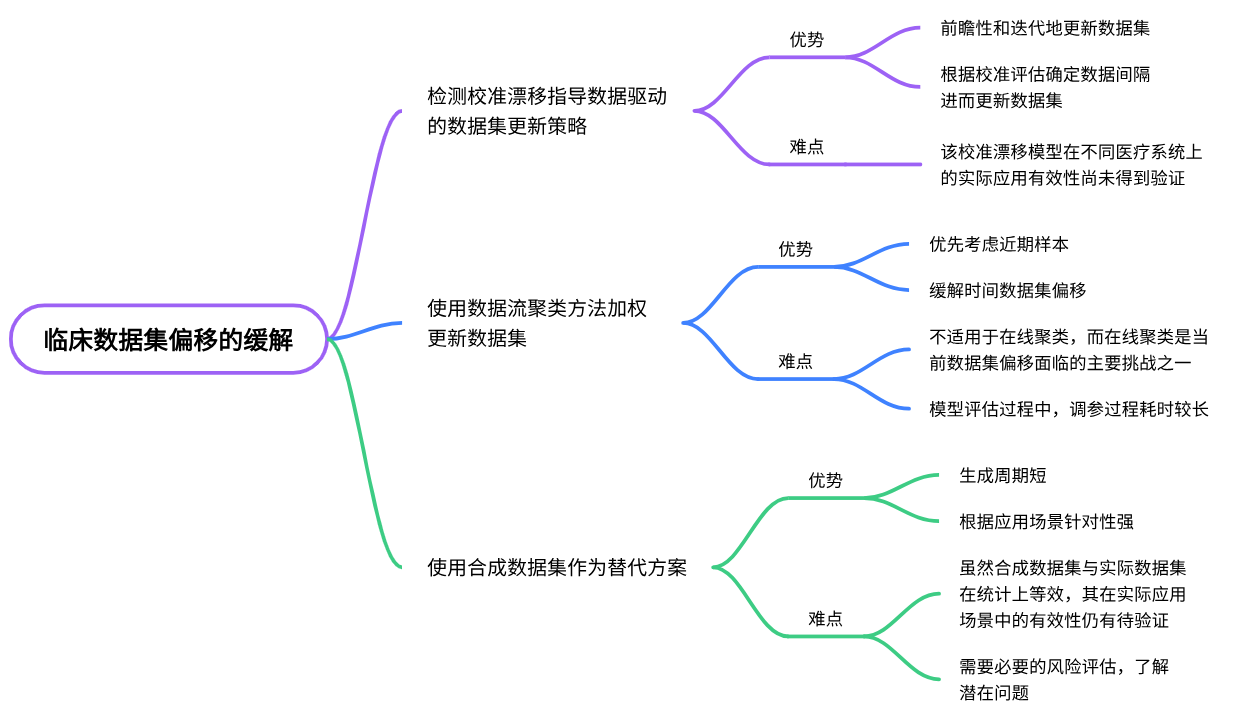 临床数据集偏移的缓解
检测校准漂移指导数据驱动
的数据集更新策略
优势
前瞻性和迭代地更新数据集
根据校准评估确定数据间隔
进而更新数据集
难点
该校准漂移模型在不同医疗系统上
的实际应用有效性尚未得到验证
使用数据流聚类方法加权
更新数据集
优势
优先考虑近期样本
缓解时间数据集偏移
难点
不适用于在线聚类，而在线聚类是当
前数据集偏移面临的主要挑战之一
模型评估过程中，调参过程耗时较长
使用合成数据集作为替代方案
优势
生成周期短
根据应用场景针对性强
难点
虽然合成数据集与实际数据集
在统计上等效，其在实际应用
场景中的有效性仍有待验证
需要必要的风险评估，了解
潜在问题